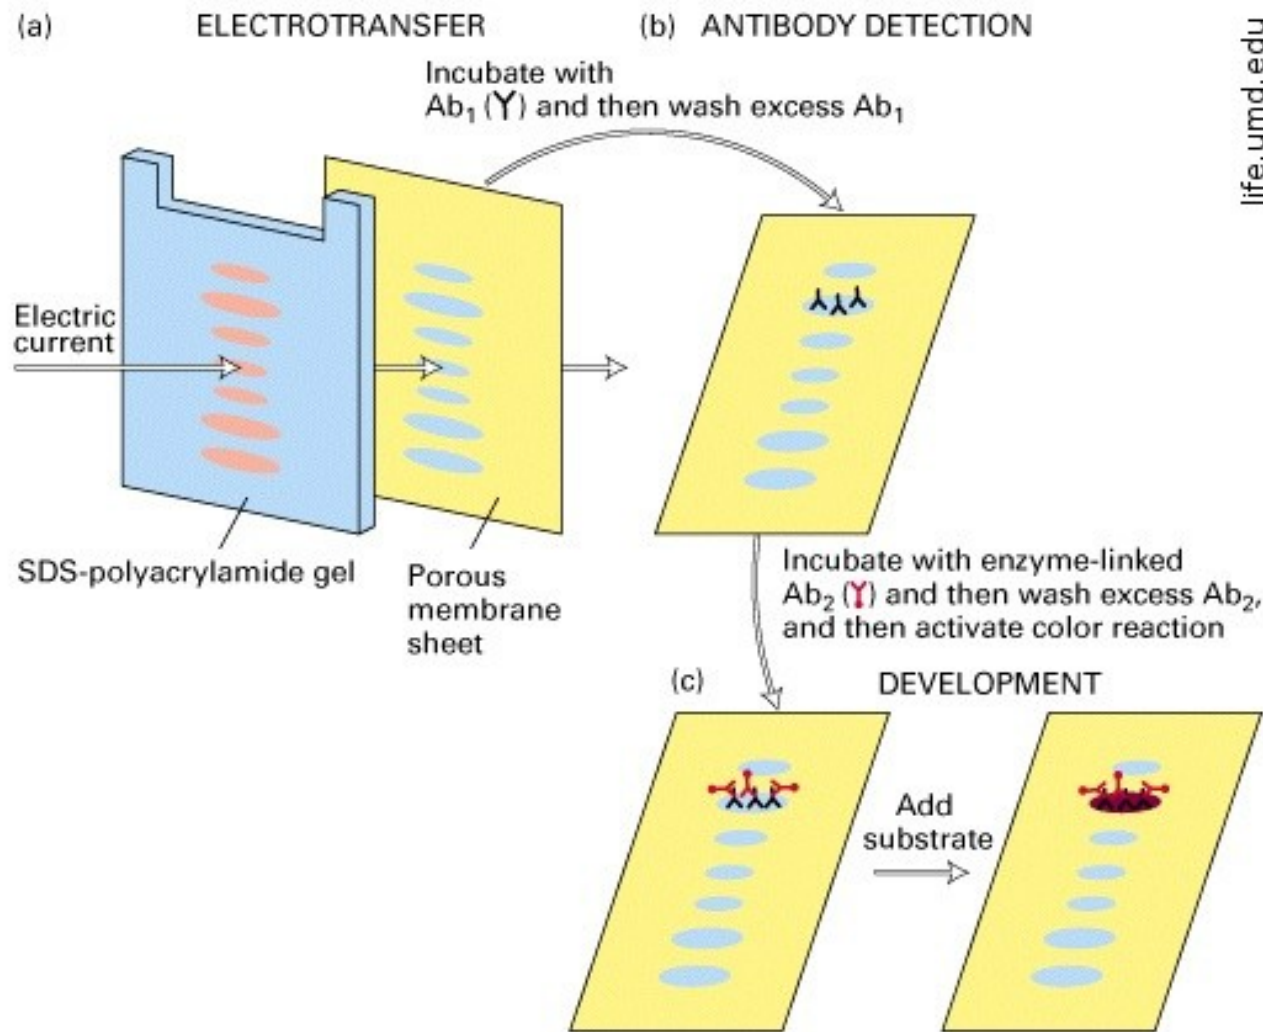 (a) ELECTROTRANSFER
(b) ANTIBODY DETECTION
Incubate with
Ab₁ (Y) and then wash excess Ab₁
Electric
current
SDS-polyacrylamide gel
Porous
membrane
sheet
Incubate with enzyme-linked
Ab₂ (Y) and then wash excess Ab₂,
and then activate color reaction
(c) DEVELOPMENT
Add
substrate
life.umd.edu